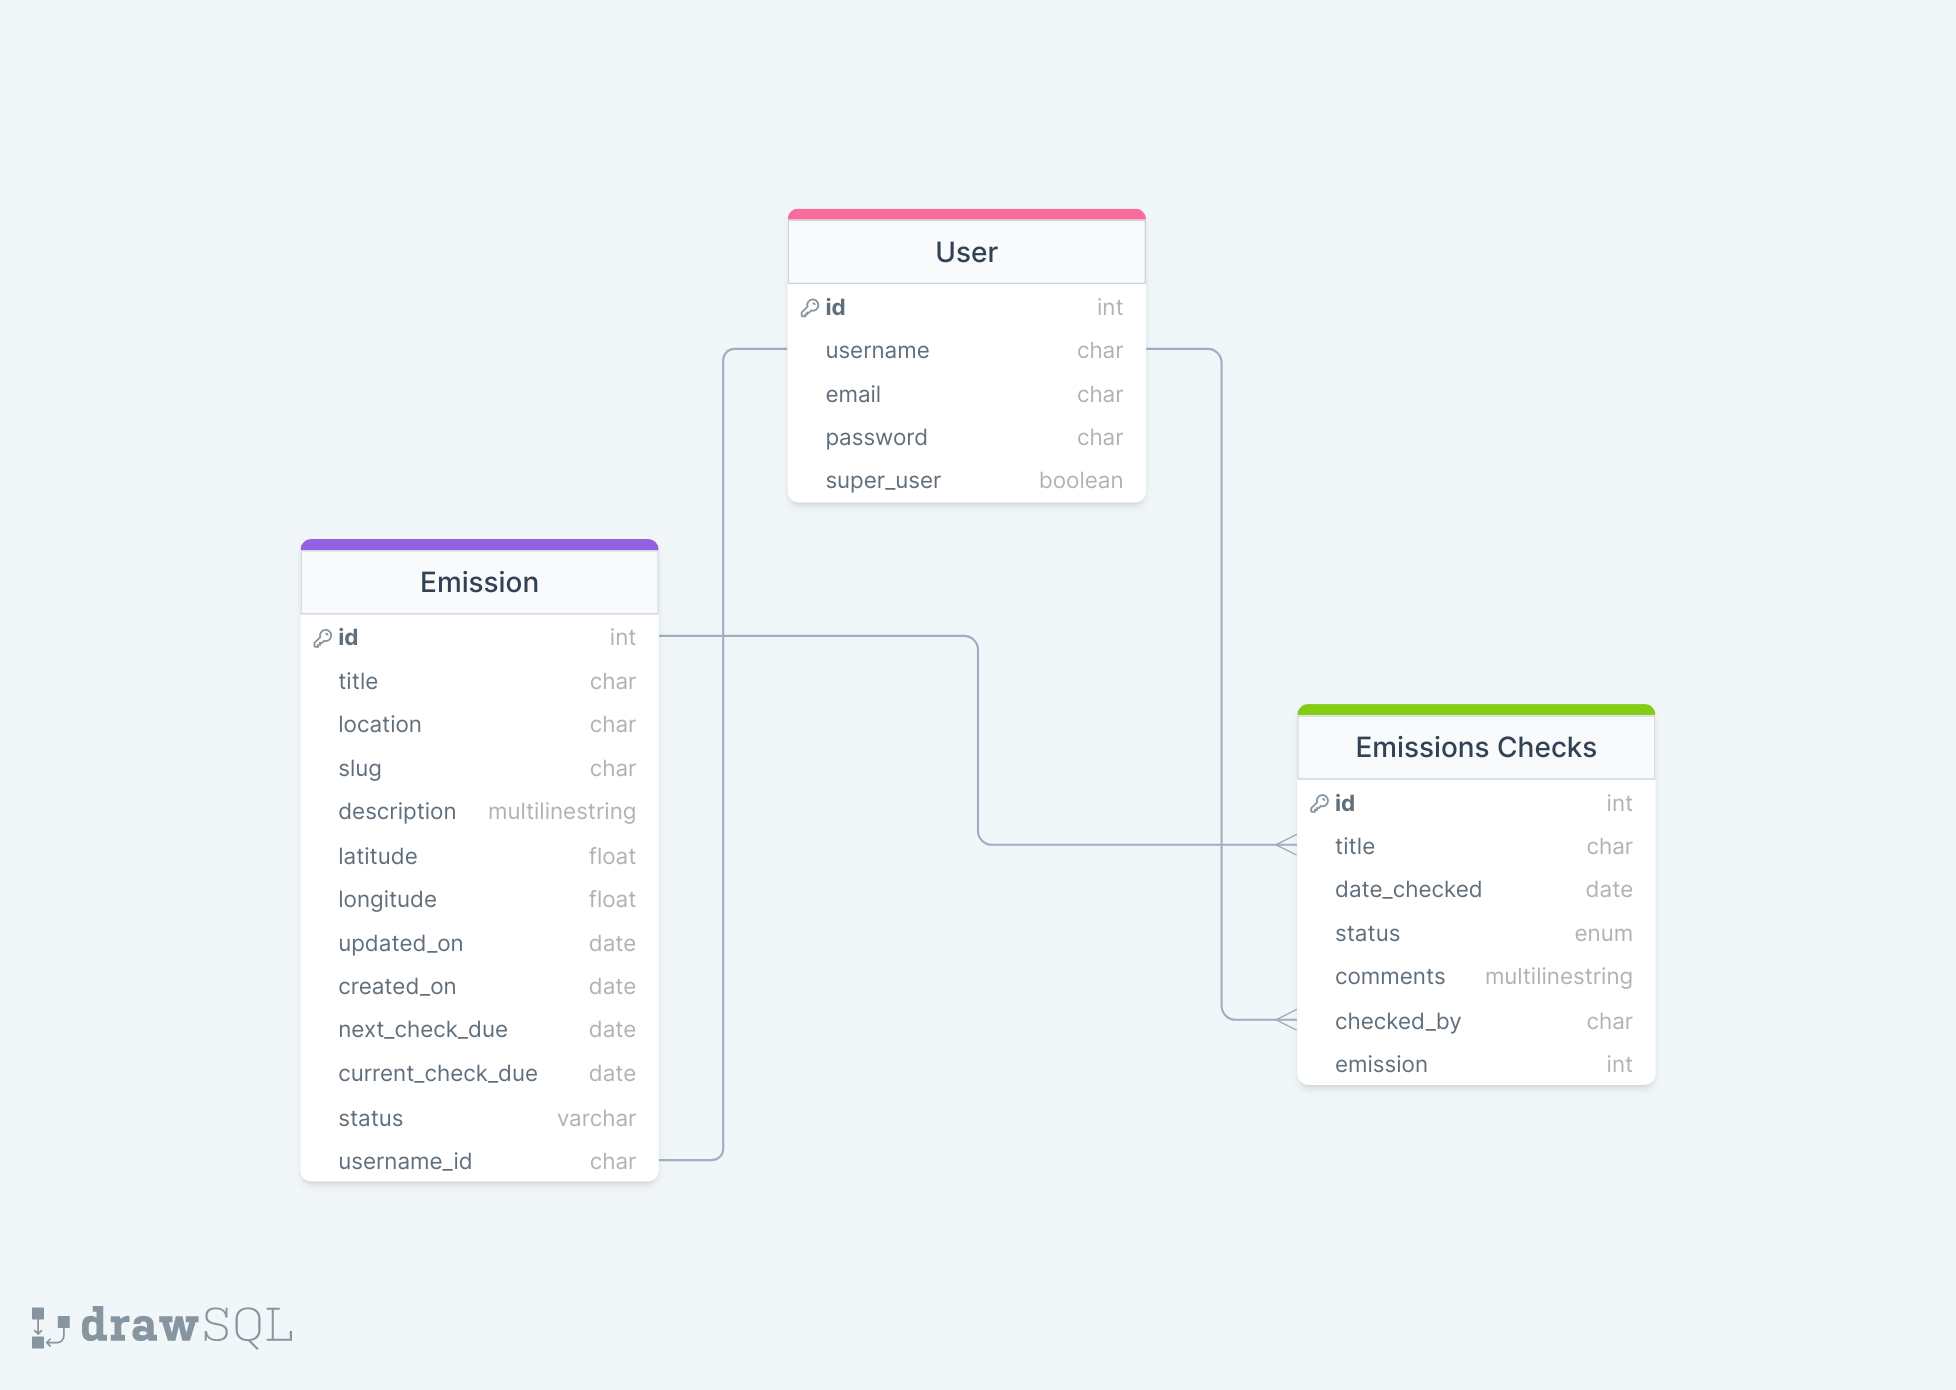 User
id int
username char
email char
password char
super_user boolean
Emission
id int
title char
location char
slug char
description multilinestring
latitude float
longitude float
updated_on date
created_on date
next_check_due date
current_check_due date
status varchar
username_id char
Emissions Checks
id int
title char
date_checked date
status enum
comments multilinestring
checked_by char
emission int
drawSQL